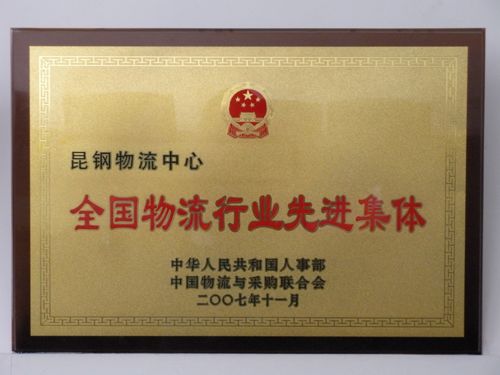 昆钢物流中心
全国物流行业先进集体
中华人民共和国人事部
中国物流与采购联合会
二〇〇七年十一月